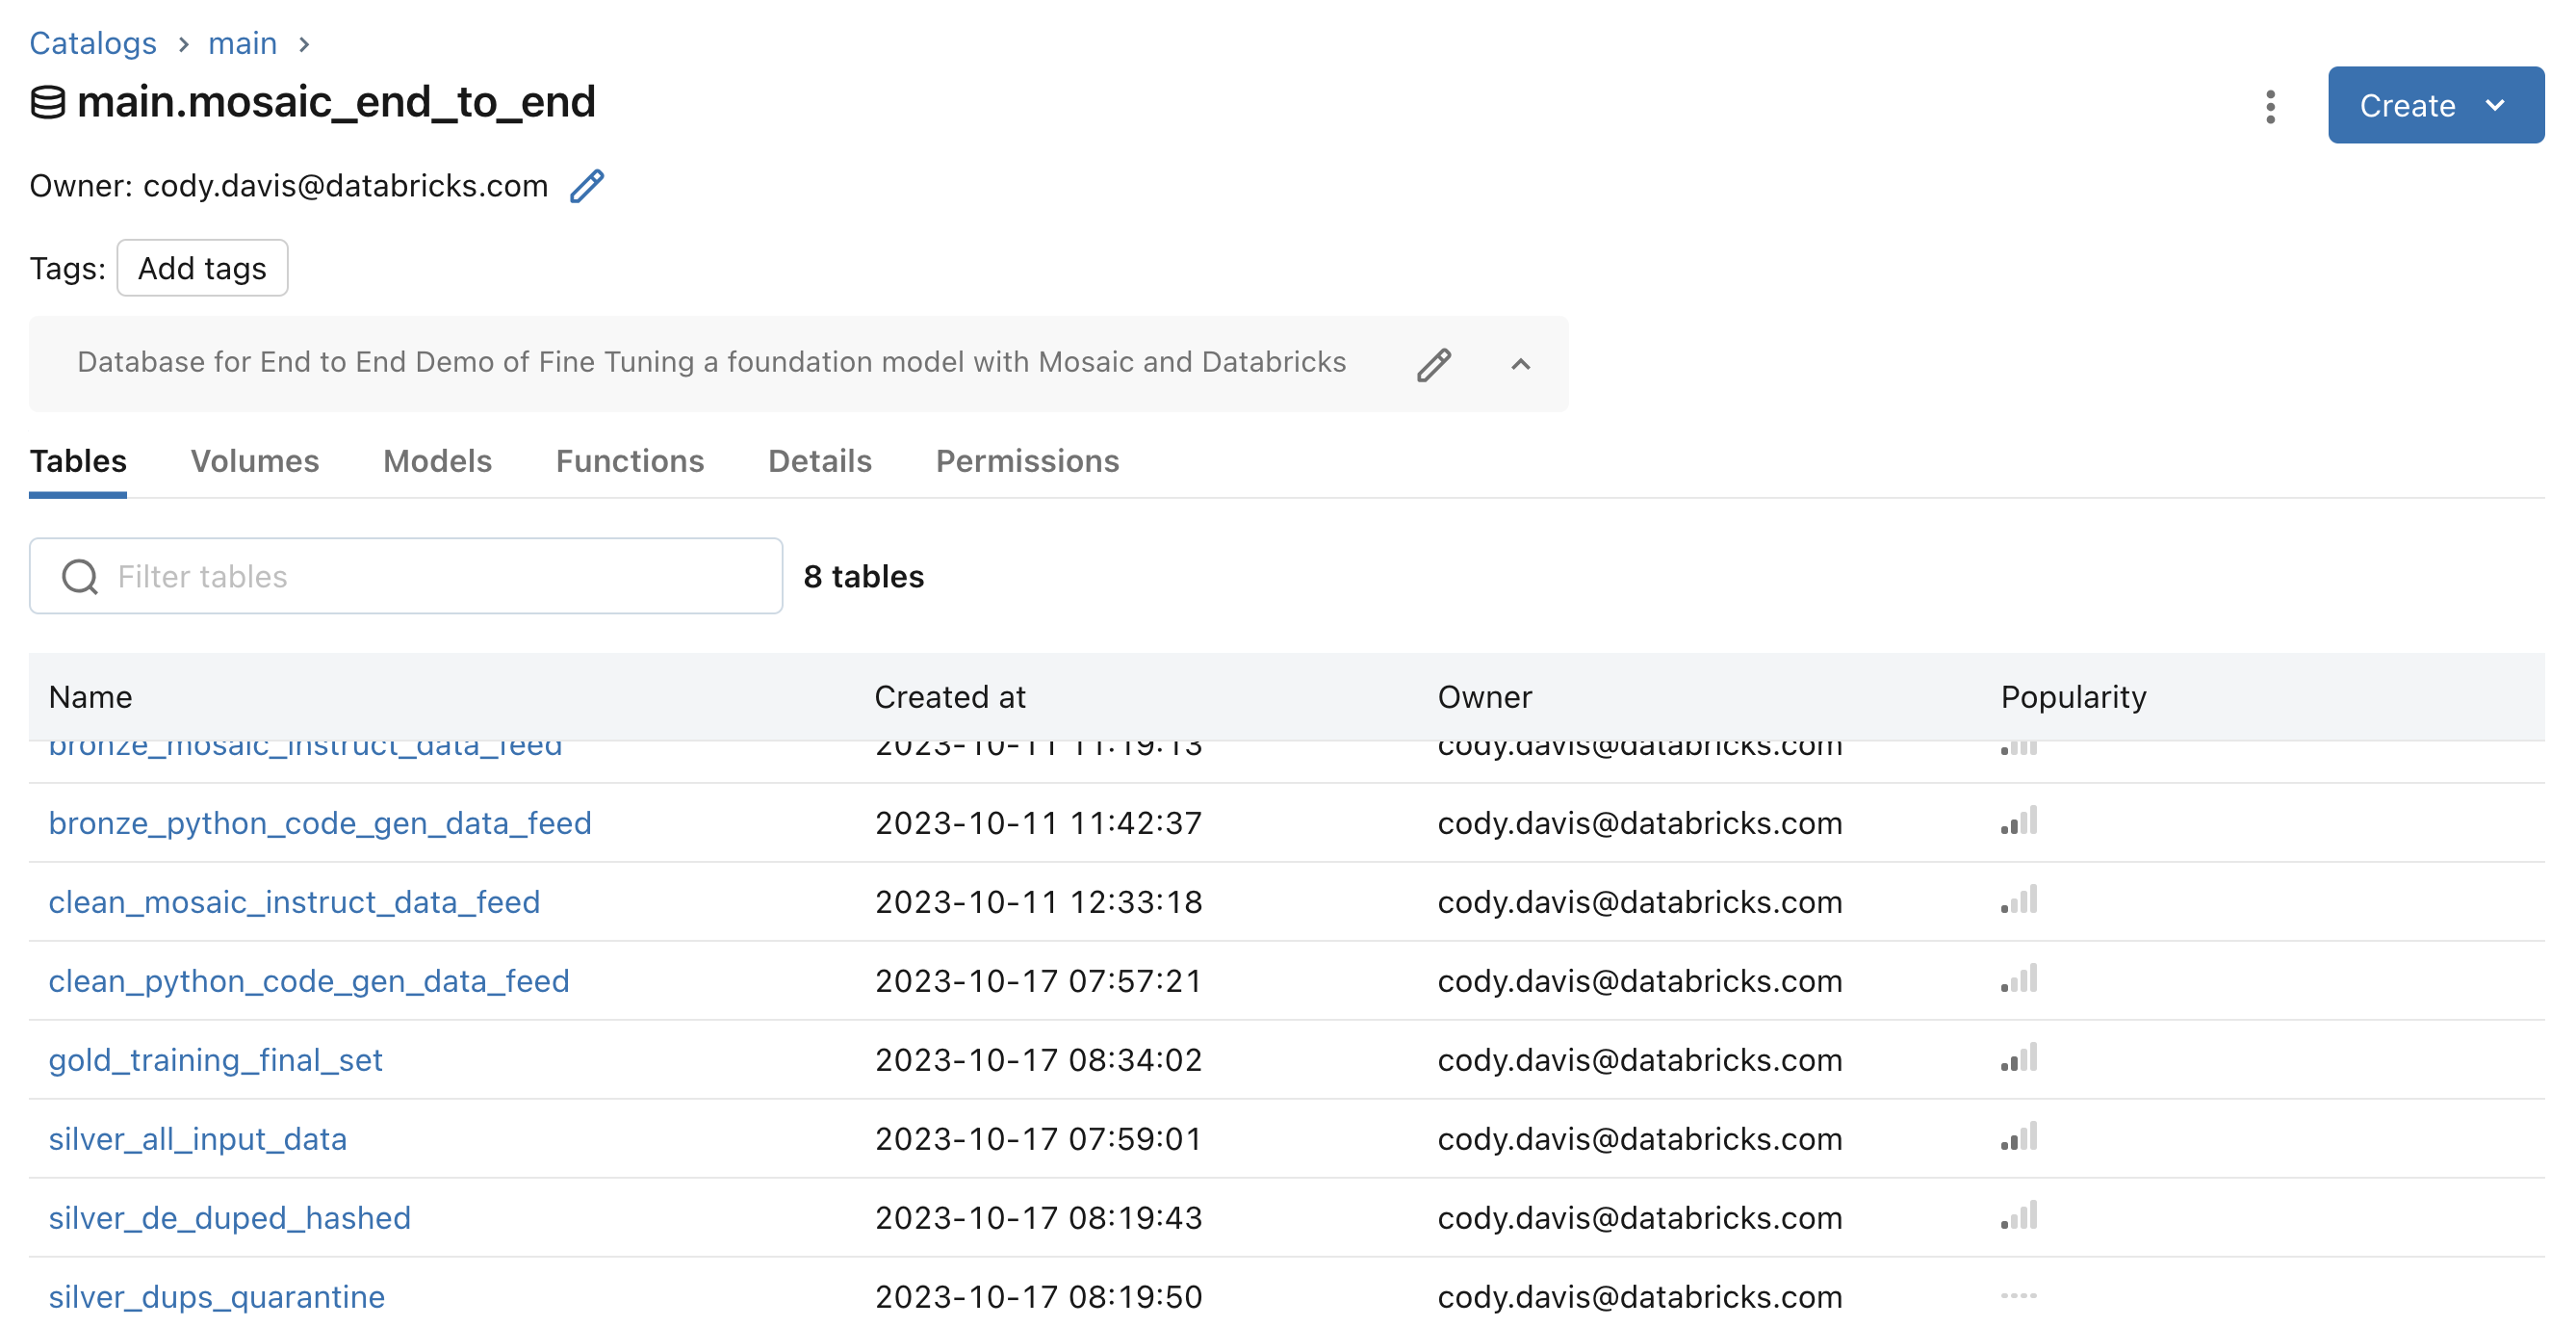 Catalogs > main >
main.mosaic_end_to_end
Create
Owner: cody.davis@databricks.com
Tags: Add tags
Database for End to End Demo of Fine Tuning a foundation model with Mosaic and Databricks
Tables Volumes Models Functions Details Permissions
Filter tables 8 tables
Name Created at Owner Popularity
bronze_mosaic_instruct_data_feed 2023-10-11 11:19:13 cody.davis@databricks.com
bronze_python_code_gen_data_feed 2023-10-11 11:42:37 cody.davis@databricks.com
clean_mosaic_instruct_data_feed 2023-10-11 12:33:18 cody.davis@databricks.com
clean_python_code_gen_data_feed 2023-10-17 07:57:21 cody.davis@databricks.com
gold_training_final_set 2023-10-17 08:34:02 cody.davis@databricks.com
silver_all_input_data 2023-10-17 07:59:01 cody.davis@databricks.com
silver_de_duped_hashed 2023-10-17 08:19:43 cody.davis@databricks.com
silver_dups_quarantine 2023-10-17 08:19:50 cody.davis@databricks.com